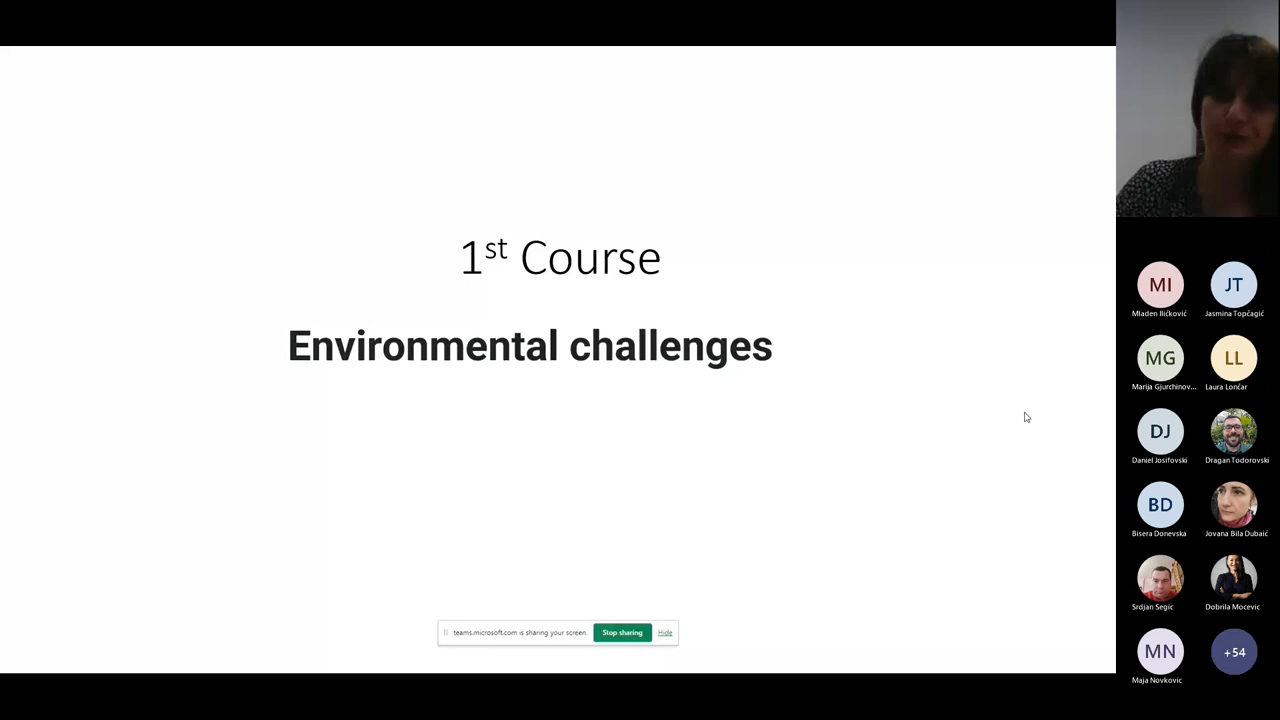 1st Course
Environmental challenges
teams.microsoft.com is sharing your screen.
Stop sharing
Hide
MI
JT
Mladen Iličković
Jasmina Topčagić
MG
LL
Marija Gjurchinov...
Laura Lončar
DJ
Daniel Josifovski
Dragan Todorovski
BD
Bisera Donevska
Jovana Bila Dubaić
Srdjan Segic
Dobrila Mocevic
MN
+54
Maja Novkovic